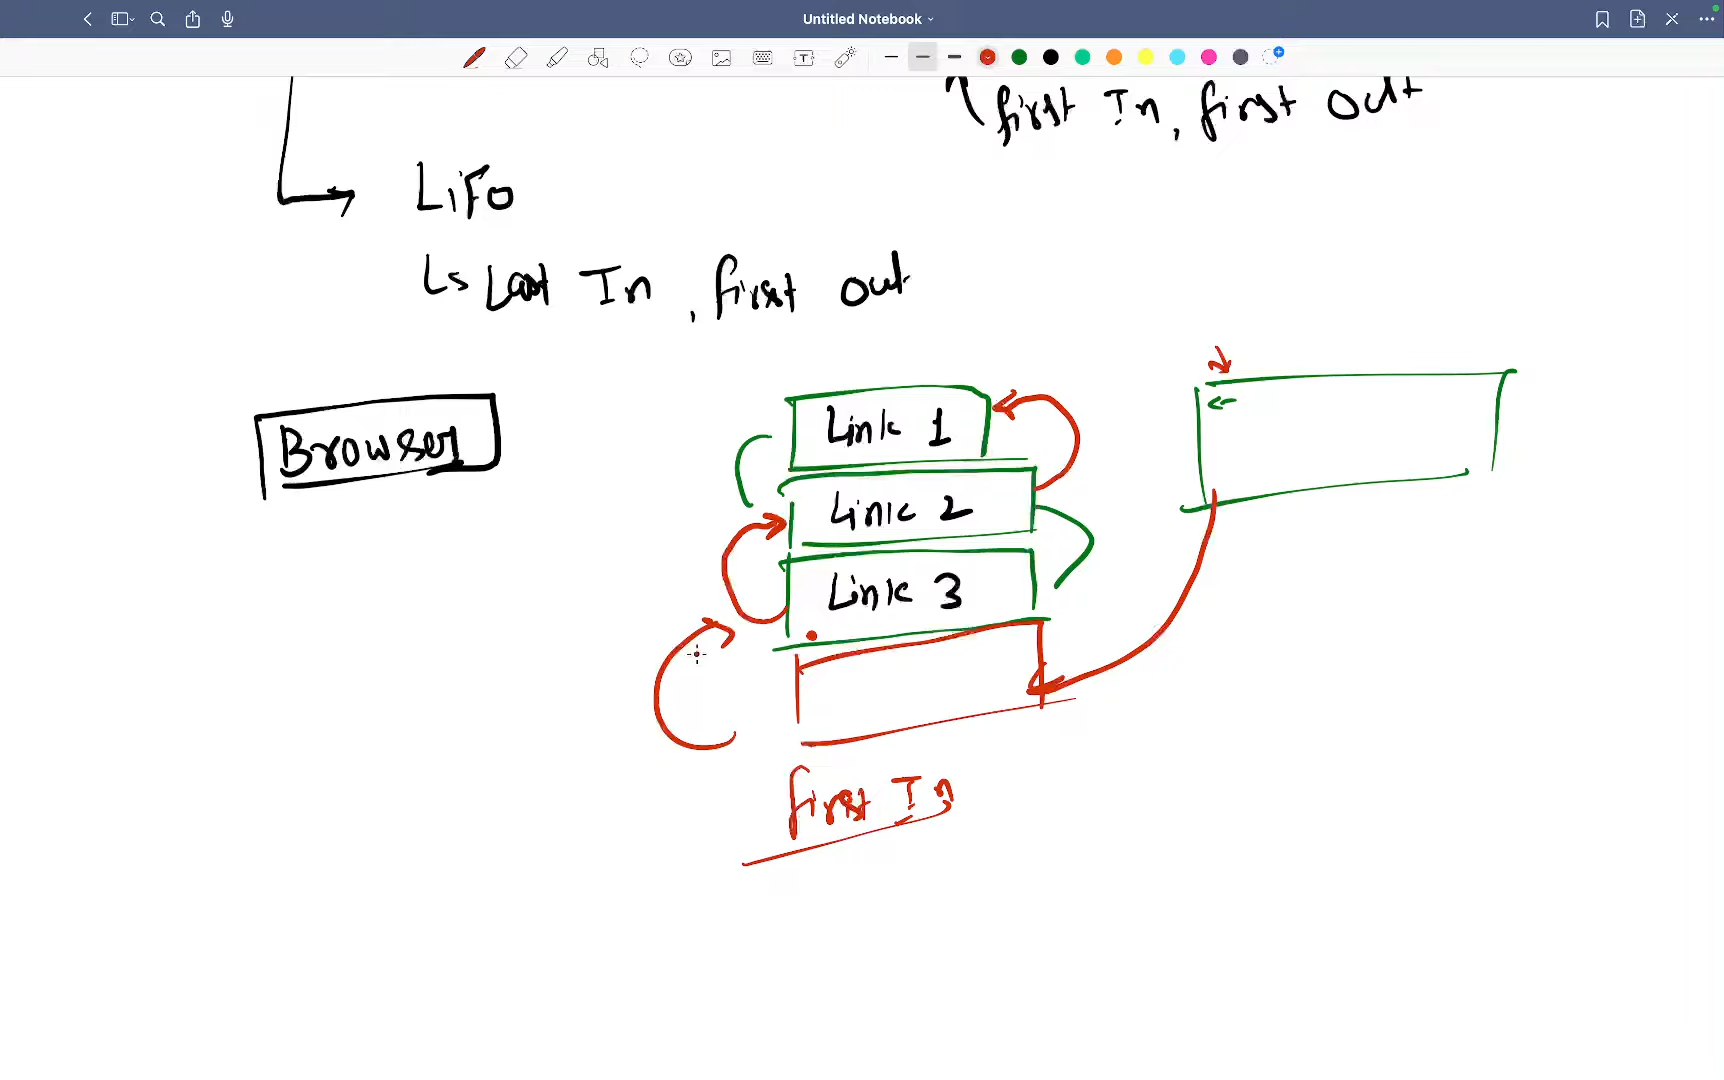 Untitled Notebook
first In, first out
LiFo
Ls Last In, first out
Browser
Link 1
Link 2
Link 3
first In